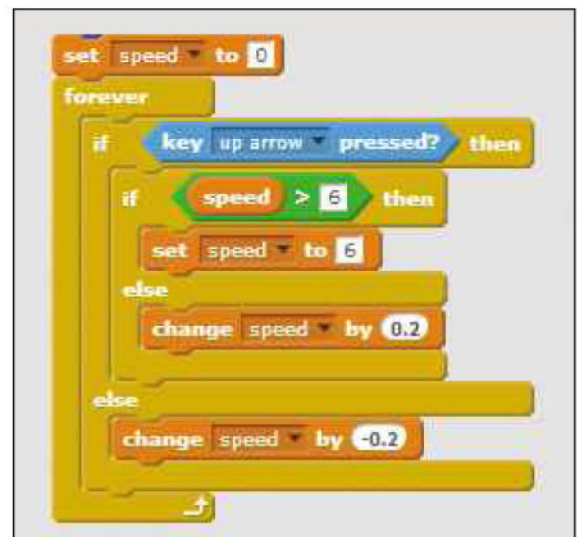 set speed to 0
forever
if key up arrow pressed? then
if speed > 6 then
set speed to 6
else
change speed by 0.2
else
change speed by -0.2